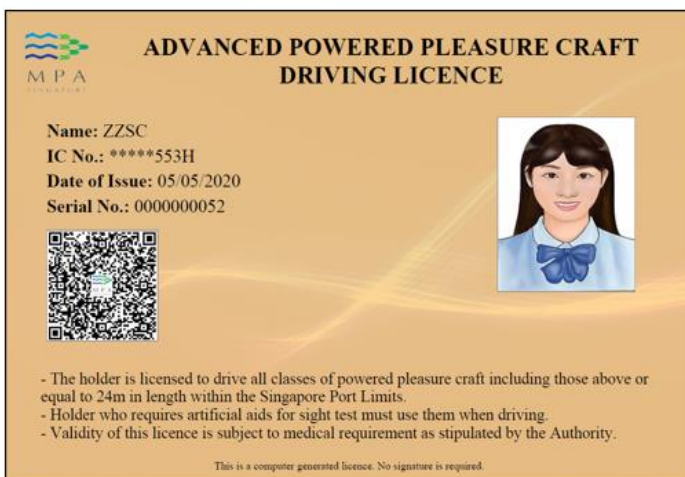 ADVANCED POWERED PLEASURE CRAFT
DRIVING LICENCE
MPA
SINGAPORE
Name: ZZSC
IC No.: *****553H
Date of Issue: 05/05/2020
Serial No.: 0000000052
MPA
- The holder is licensed to drive all classes of powered pleasure craft including those above or
equal to 24m in length within the Singapore Port Limits.
- Holder who requires artificial aids for sight test must use them when driving.
- Validity of this licence is subject to medical requirement as stipulated by the Authority.
This is a computer generated licence. No signature is required.